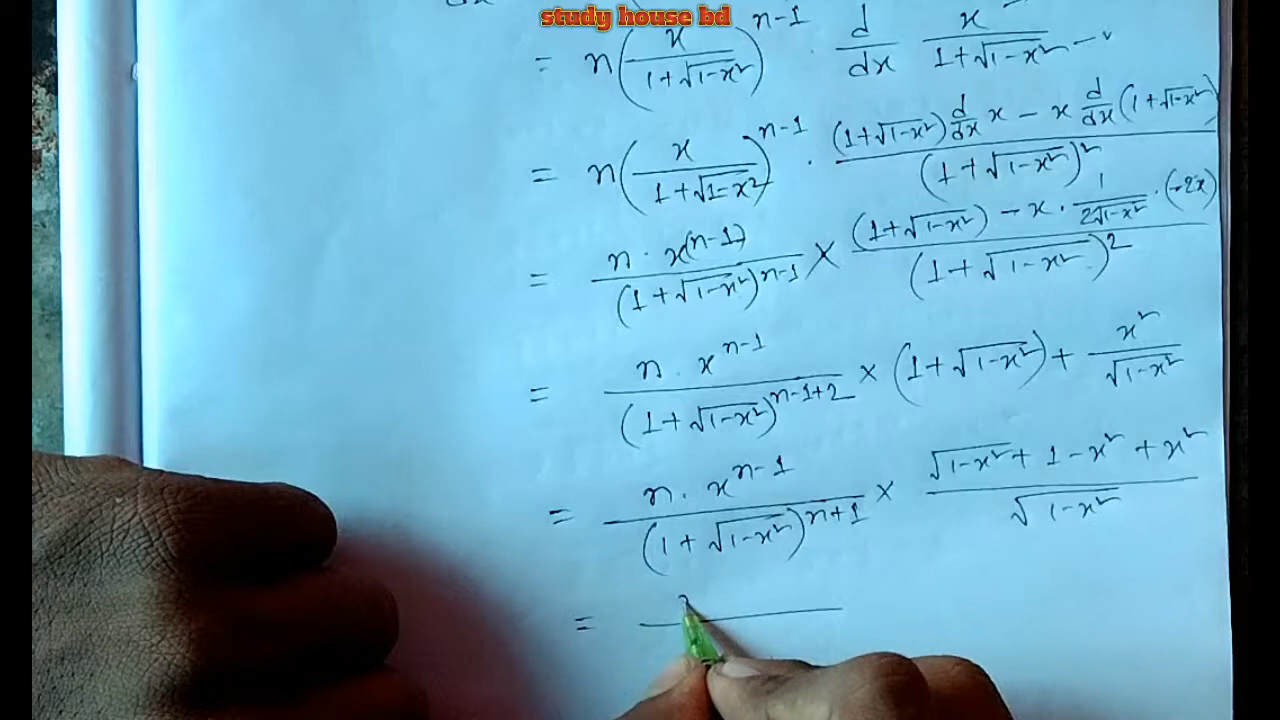 study house bd
= n(x/(1+√1-x²))^(n-1) · d/dx x/(1+√1-x²)
= n(x/(1+√1-x²))^(n-1) · ((1+√1-x²) d/dx x - x d/dx (1+√1-x²))/(1+√1-x²)²
= n · x(n-1)/(1+√1-x²)^(n-1) × ((1+√1-x²) - x · 1/(2√1-x²) · (-2x))/(1+√1-x²)²
= n · x^(n-1)/(1+√1-x²)^(n-1+2) × (1+√1-x²) + x²/√1-x²
= n · x^(n-1)/(1+√1-x²)^(n+1) × (√1-x² + 1-x² + x²)/√1-x²
=